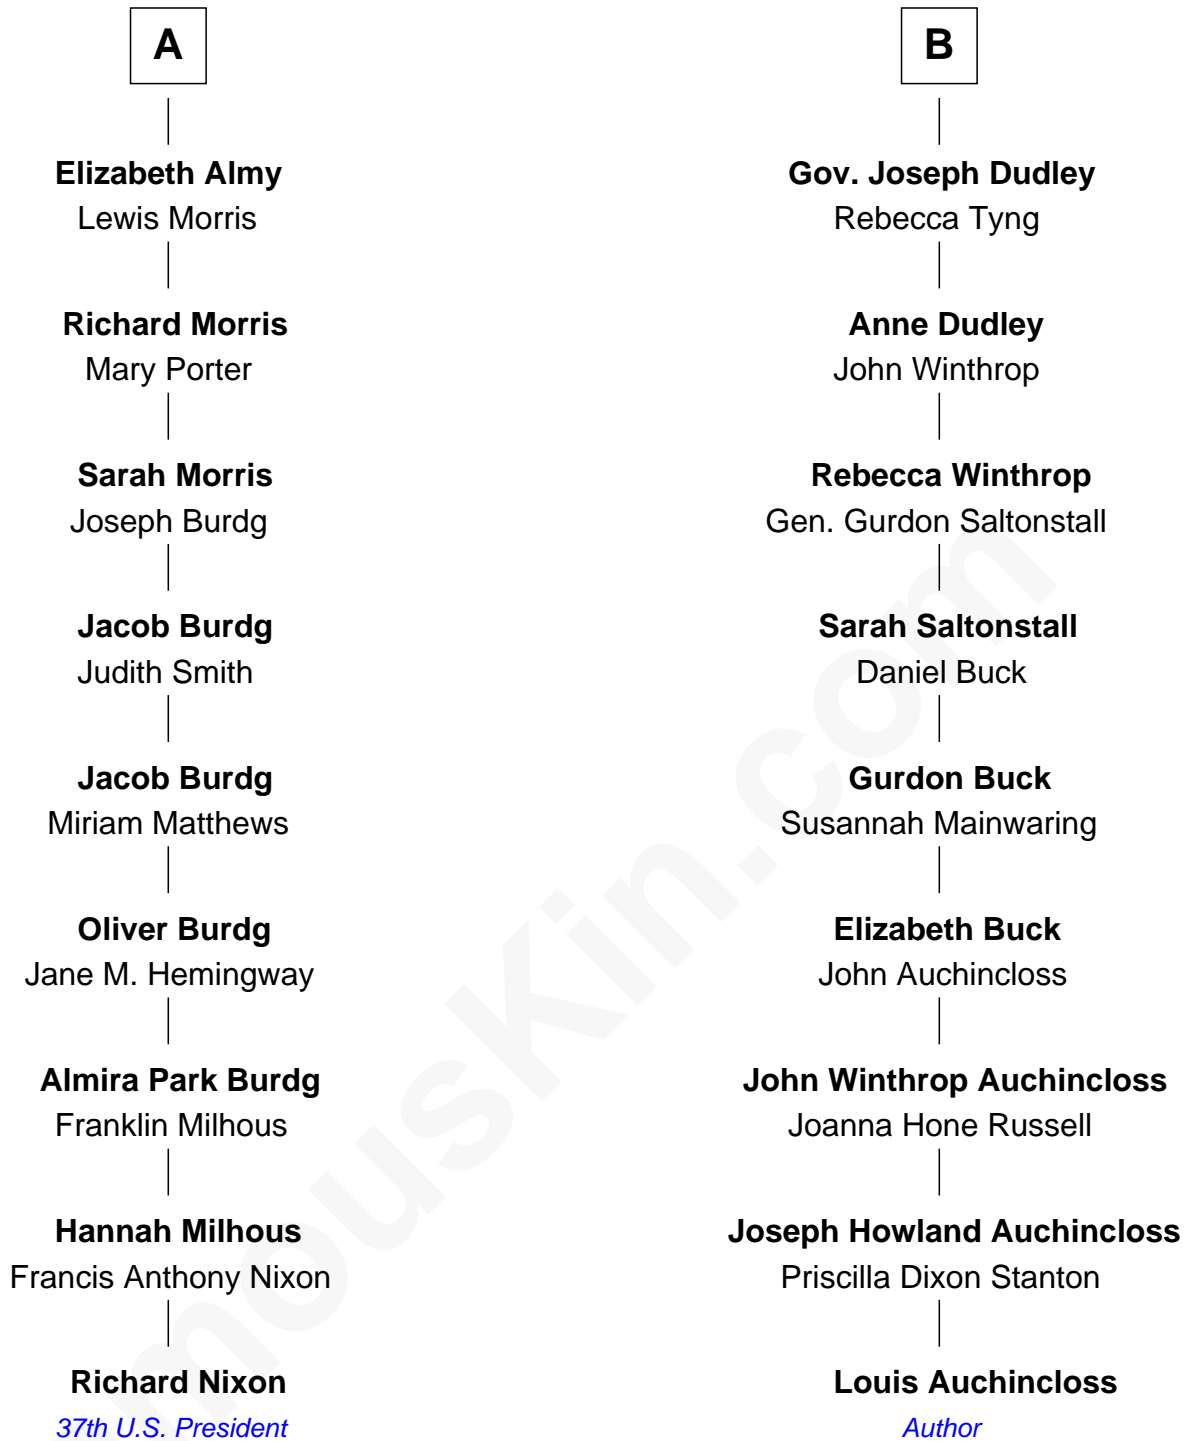 A
Elizabeth Almy
Lewis Morris
Richard Morris
Mary Porter
Sarah Morris
Joseph Burdg
Jacob Burdg
Judith Smith
Jacob Burdg
Miriam Matthews
Oliver Burdg
Jane M. Hemingway
Almira Park Burdg
Franklin Milhous
Hannah Milhous
Francis Anthony Nixon
Richard Nixon
37th U.S. President
B
Gov. Joseph Dudley
Rebecca Tyng
Anne Dudley
John Winthrop
Rebecca Winthrop
Gen. Gurdon Saltonstall
Sarah Saltonstall
Daniel Buck
Gurdon Buck
Susannah Mainwaring
Elizabeth Buck
John Auchincloss
John Winthrop Auchincloss
Joanna Hone Russell
Joseph Howland Auchincloss
Priscilla Dixon Stanton
Louis Auchincloss
Author
mousKin.com